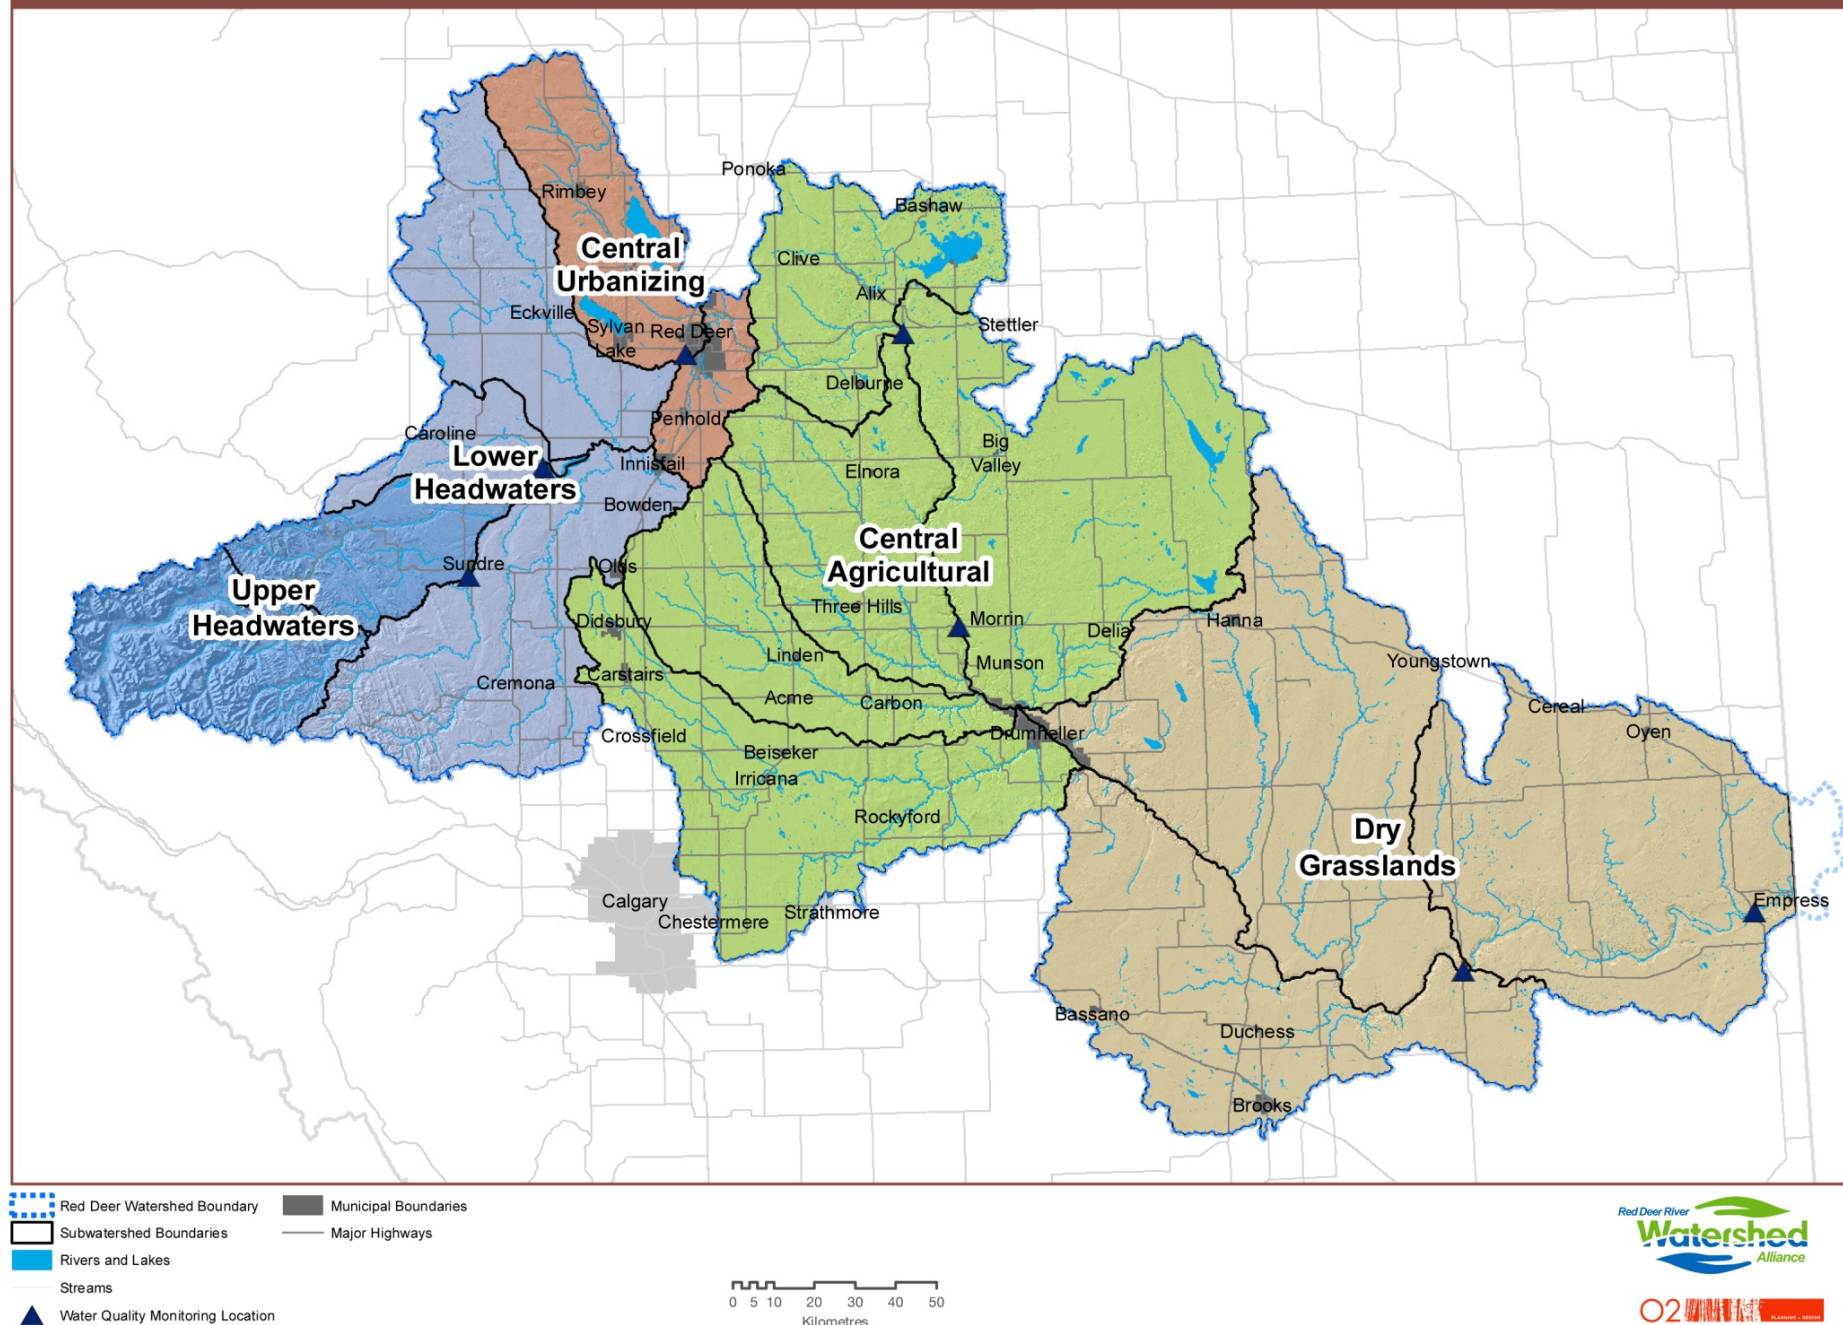 Ponoka
Rimbey
Bashaw
Central
Urbanizing
Clive
Alix
Eckville
Sylvan
Lake
Red Deer
Stettler
Delburne
Penhold
Caroline
Lower
Headwaters
Innisfail
Elnora
Big
Valley
Bowden
Central
Agricultural
Sundre
Olds
Upper
Headwaters
Three Hills
Didsbury
Morrin
Delia
Hanna
Linden
Munson
Youngstown
Carstairs
Cremona
Acme
Carbon
Cereal
Crossfield
Drumheller
Oyen
Beiseker
Irricana
Rockyford
Dry
Grasslands
Calgary
Chestermere
Strathmore
Empress
Bassano
Duchess
Brooks
Red Deer Watershed Boundary
Subwatershed Boundaries
Rivers and Lakes
Streams
Water Quality Monitoring Location
Municipal Boundaries
Major Highways
0 5 10 20 30 40 50
Kilometres
Red Deer River
Watershed
Alliance
O2
PLANNING + DESIGN